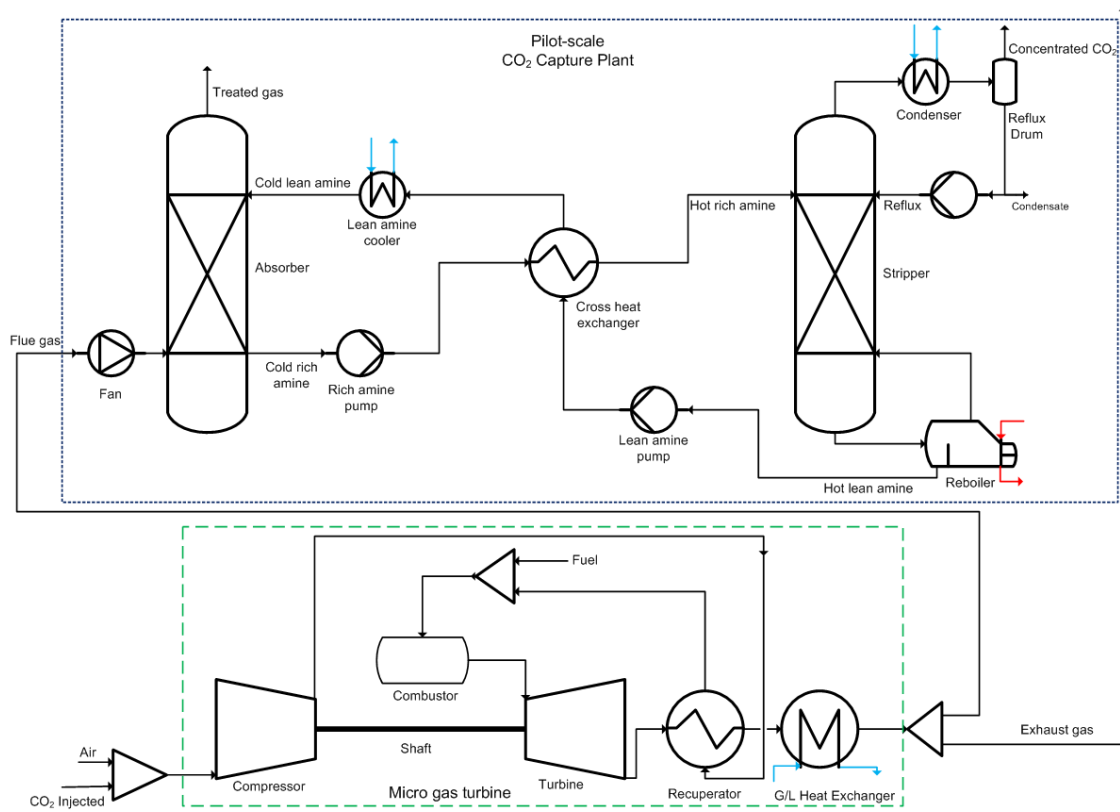 Pilot-scale
CO₂ Capture Plant
Concentrated CO₂
Treated gas
Condenser
Reflux
Drum
Cold lean amine
Hot rich amine
Reflux
Condensate
Lean amine
cooler
Absorber
Stripper
Cross heat
exchanger
Flue gas
Fan
Cold rich
amine
Rich amine
pump
Lean amine
pump
Hot lean amine
Reboiler
Fuel
Combustor
Air
Shaft
Exhaust gas
CO₂ Injected
Compressor
Turbine
Recuperator
G/L Heat Exchanger
Micro gas turbine